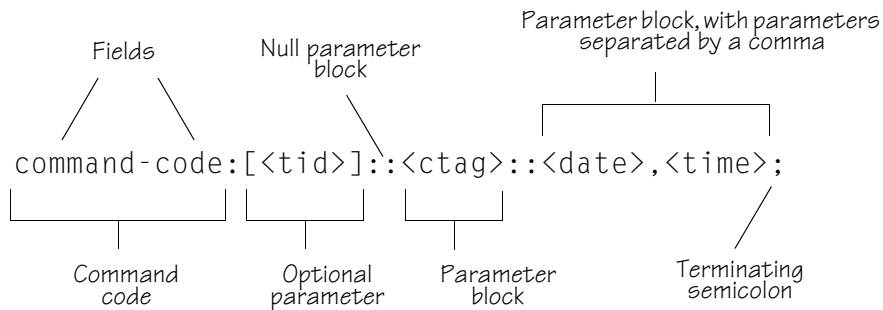 Parameter block, with parameters
separated by a comma
Fields
Null parameter
block
command-code:[<tid>]::<ctag>::<date>,<time>;
Command
code
Optional
parameter
Parameter
block
Terminating
semicolon